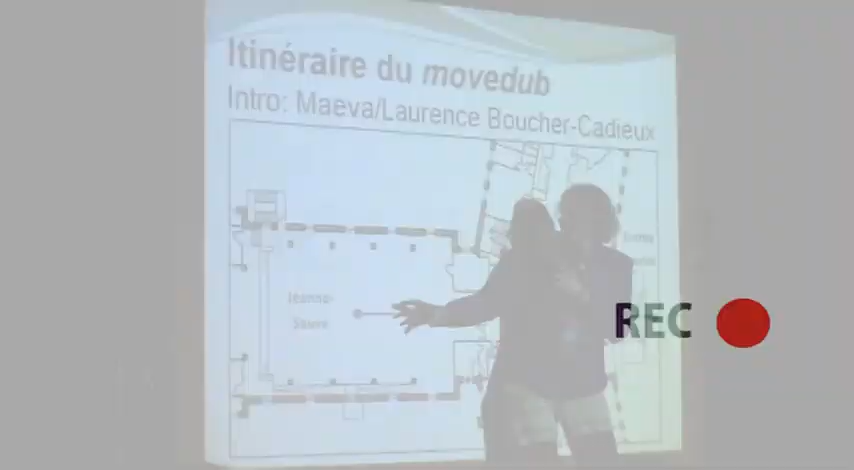 Itinéraire du movedub
Intro: Maeva/Laurence Boucher-Cadieux
Jeanne-
Sauvé
REC